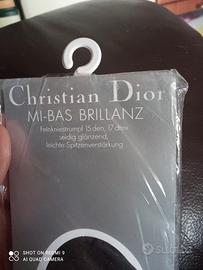 Christian Dior
MI-BAS BRILLANZ
Feinkniestrumpf 15 den, 17 dtex
seidig glänzend,
leichte Spitzenverstärkung
SHOT ON REDMI 9
AI QUAD CAMERA
SUBITO